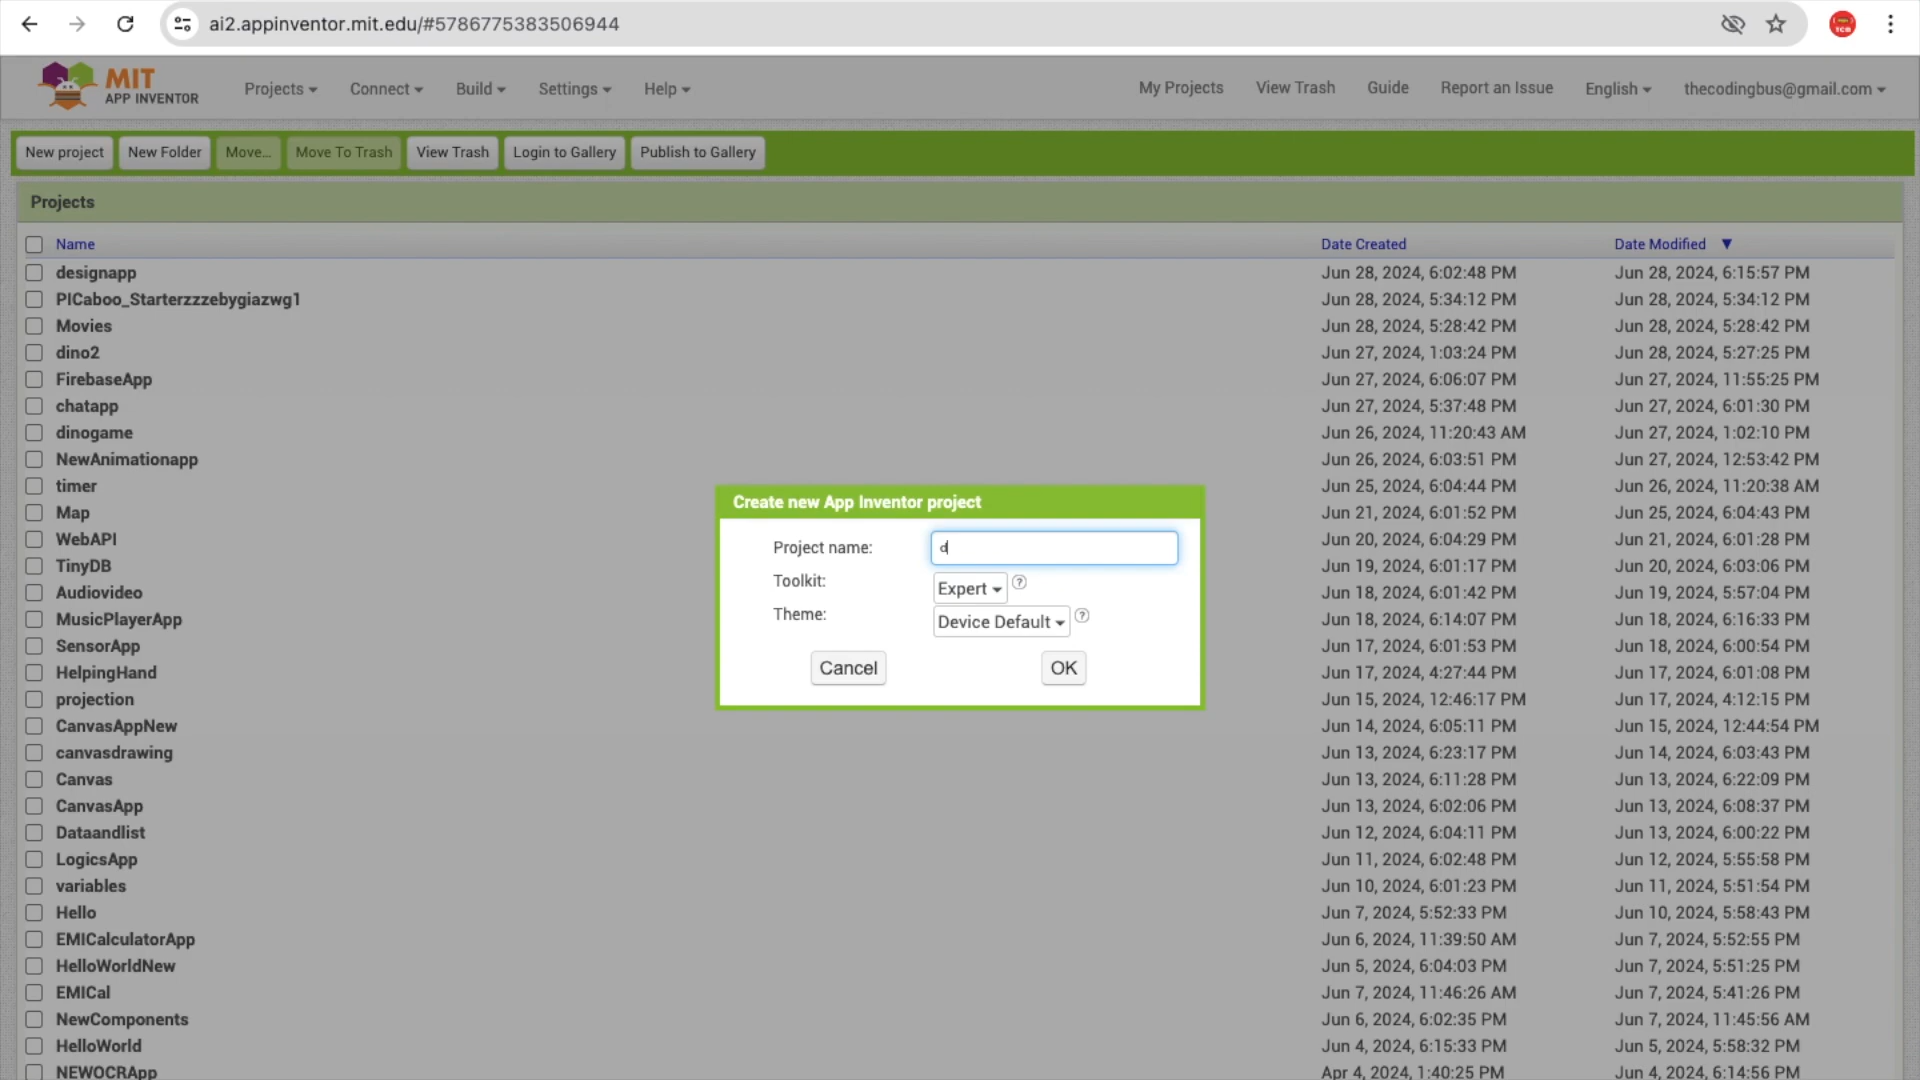 ai2.appinventor.mit.edu/#5786775383506944
TCB
MIT APP INVENTOR Projects Connect Build Settings Help My Projects View Trash Guide Report an Issue English thecodingbus@gmail.com
New project New Folder Move... Move To Trash View Trash Login to Gallery Publish to Gallery
Projects
Name Date Created Date Modified ▼
designapp Jun 28, 2024, 6:02:48 PM Jun 28, 2024, 6:15:57 PM
PICaboo_Starterzzzebygiazwg1 Jun 28, 2024, 5:34:12 PM Jun 28, 2024, 5:34:12 PM
Movies Jun 28, 2024, 5:28:42 PM Jun 28, 2024, 5:28:42 PM
dino2 Jun 27, 2024, 1:03:24 PM Jun 28, 2024, 5:27:25 PM
FirebaseApp Jun 27, 2024, 6:06:07 PM Jun 27, 2024, 11:55:25 PM
chatapp Jun 27, 2024, 5:37:48 PM Jun 27, 2024, 6:01:30 PM
dinogame Jun 26, 2024, 11:20:43 AM Jun 27, 2024, 1:02:10 PM
NewAnimationapp Jun 26, 2024, 6:03:51 PM Jun 27, 2024, 12:53:42 PM
timer Jun 25, 2024, 6:04:44 PM Jun 26, 2024, 11:20:38 AM
Map Jun 21, 2024, 6:01:52 PM Jun 25, 2024, 6:04:43 PM
WebAPI Jun 20, 2024, 6:04:29 PM Jun 21, 2024, 6:01:28 PM
TinyDB Jun 19, 2024, 6:01:17 PM Jun 20, 2024, 6:03:06 PM
Audiovideo Jun 18, 2024, 6:01:42 PM Jun 19, 2024, 5:57:04 PM
MusicPlayerApp Jun 18, 2024, 6:14:07 PM Jun 18, 2024, 6:16:33 PM
SensorApp Jun 17, 2024, 6:01:53 PM Jun 18, 2024, 6:00:54 PM
HelpingHand Jun 17, 2024, 4:27:44 PM Jun 17, 2024, 6:01:08 PM
projection Jun 15, 2024, 12:46:17 PM Jun 17, 2024, 4:12:15 PM
CanvasAppNew Jun 14, 2024, 6:05:11 PM Jun 15, 2024, 12:44:54 PM
canvasdrawing Jun 13, 2024, 6:23:17 PM Jun 14, 2024, 6:03:43 PM
Canvas Jun 13, 2024, 6:11:28 PM Jun 13, 2024, 6:22:09 PM
CanvasApp Jun 13, 2024, 6:02:06 PM Jun 13, 2024, 6:08:37 PM
Dataandlist Jun 12, 2024, 6:04:11 PM Jun 13, 2024, 6:00:22 PM
LogicsApp Jun 11, 2024, 6:02:48 PM Jun 12, 2024, 5:55:58 PM
variables Jun 10, 2024, 6:01:23 PM Jun 11, 2024, 5:51:54 PM
Hello Jun 7, 2024, 5:52:33 PM Jun 10, 2024, 5:58:43 PM
EMICalculatorApp Jun 6, 2024, 11:39:50 AM Jun 7, 2024, 5:52:55 PM
HelloWorldNew Jun 5, 2024, 6:04:03 PM Jun 7, 2024, 5:51:25 PM
EMICal Jun 7, 2024, 11:46:26 AM Jun 7, 2024, 5:41:26 PM
NewComponents Jun 6, 2024, 6:02:35 PM Jun 7, 2024, 11:45:56 AM
HelloWorld Jun 4, 2024, 6:15:33 PM Jun 5, 2024, 5:58:32 PM
NEWOCRApp Apr 4, 2024, 1:40:25 PM Jun 4, 2024, 6:14:56 PM
Create new App Inventor project
Project name: d
Toolkit: Expert ?
Theme: Device Default ?
Cancel OK